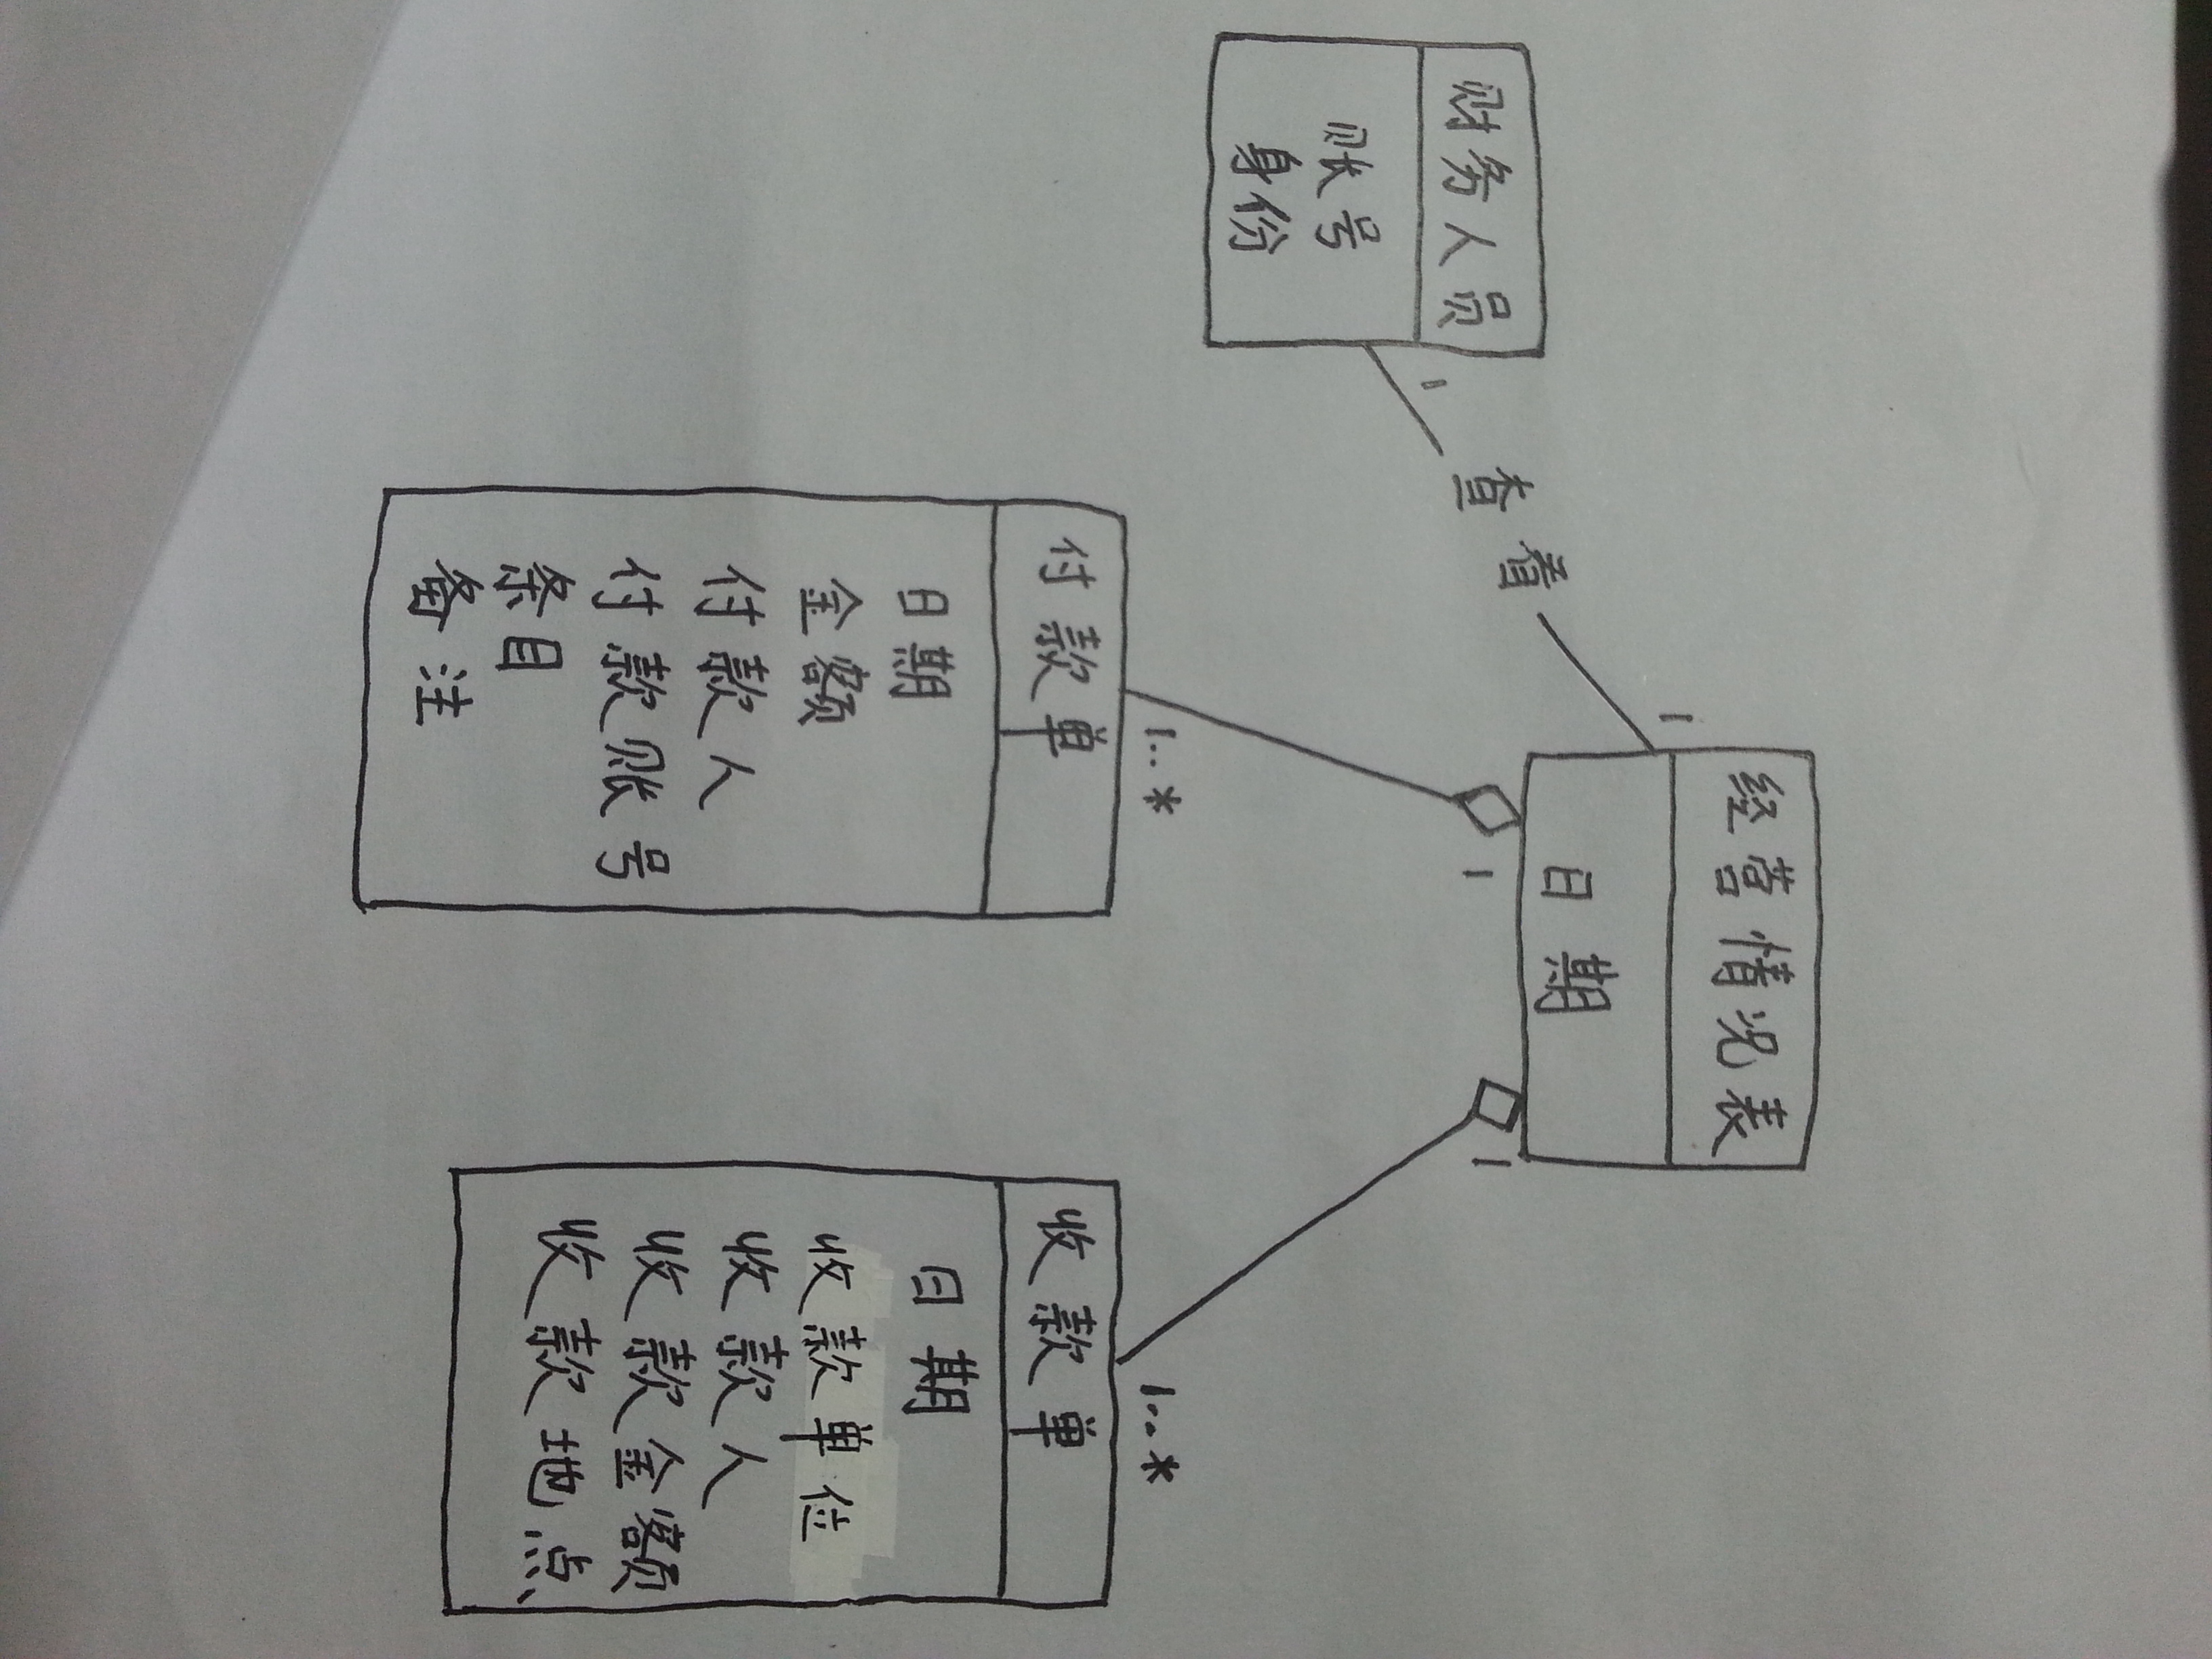 财务人员
账号
身份
1
查看
1
经营情况表
日期
1
1
1..*
付款单
日期
金额
付款人
付款账号
条目
备注
1..*
收款单
日期
收款单位
收款人
收款金额
收款地点